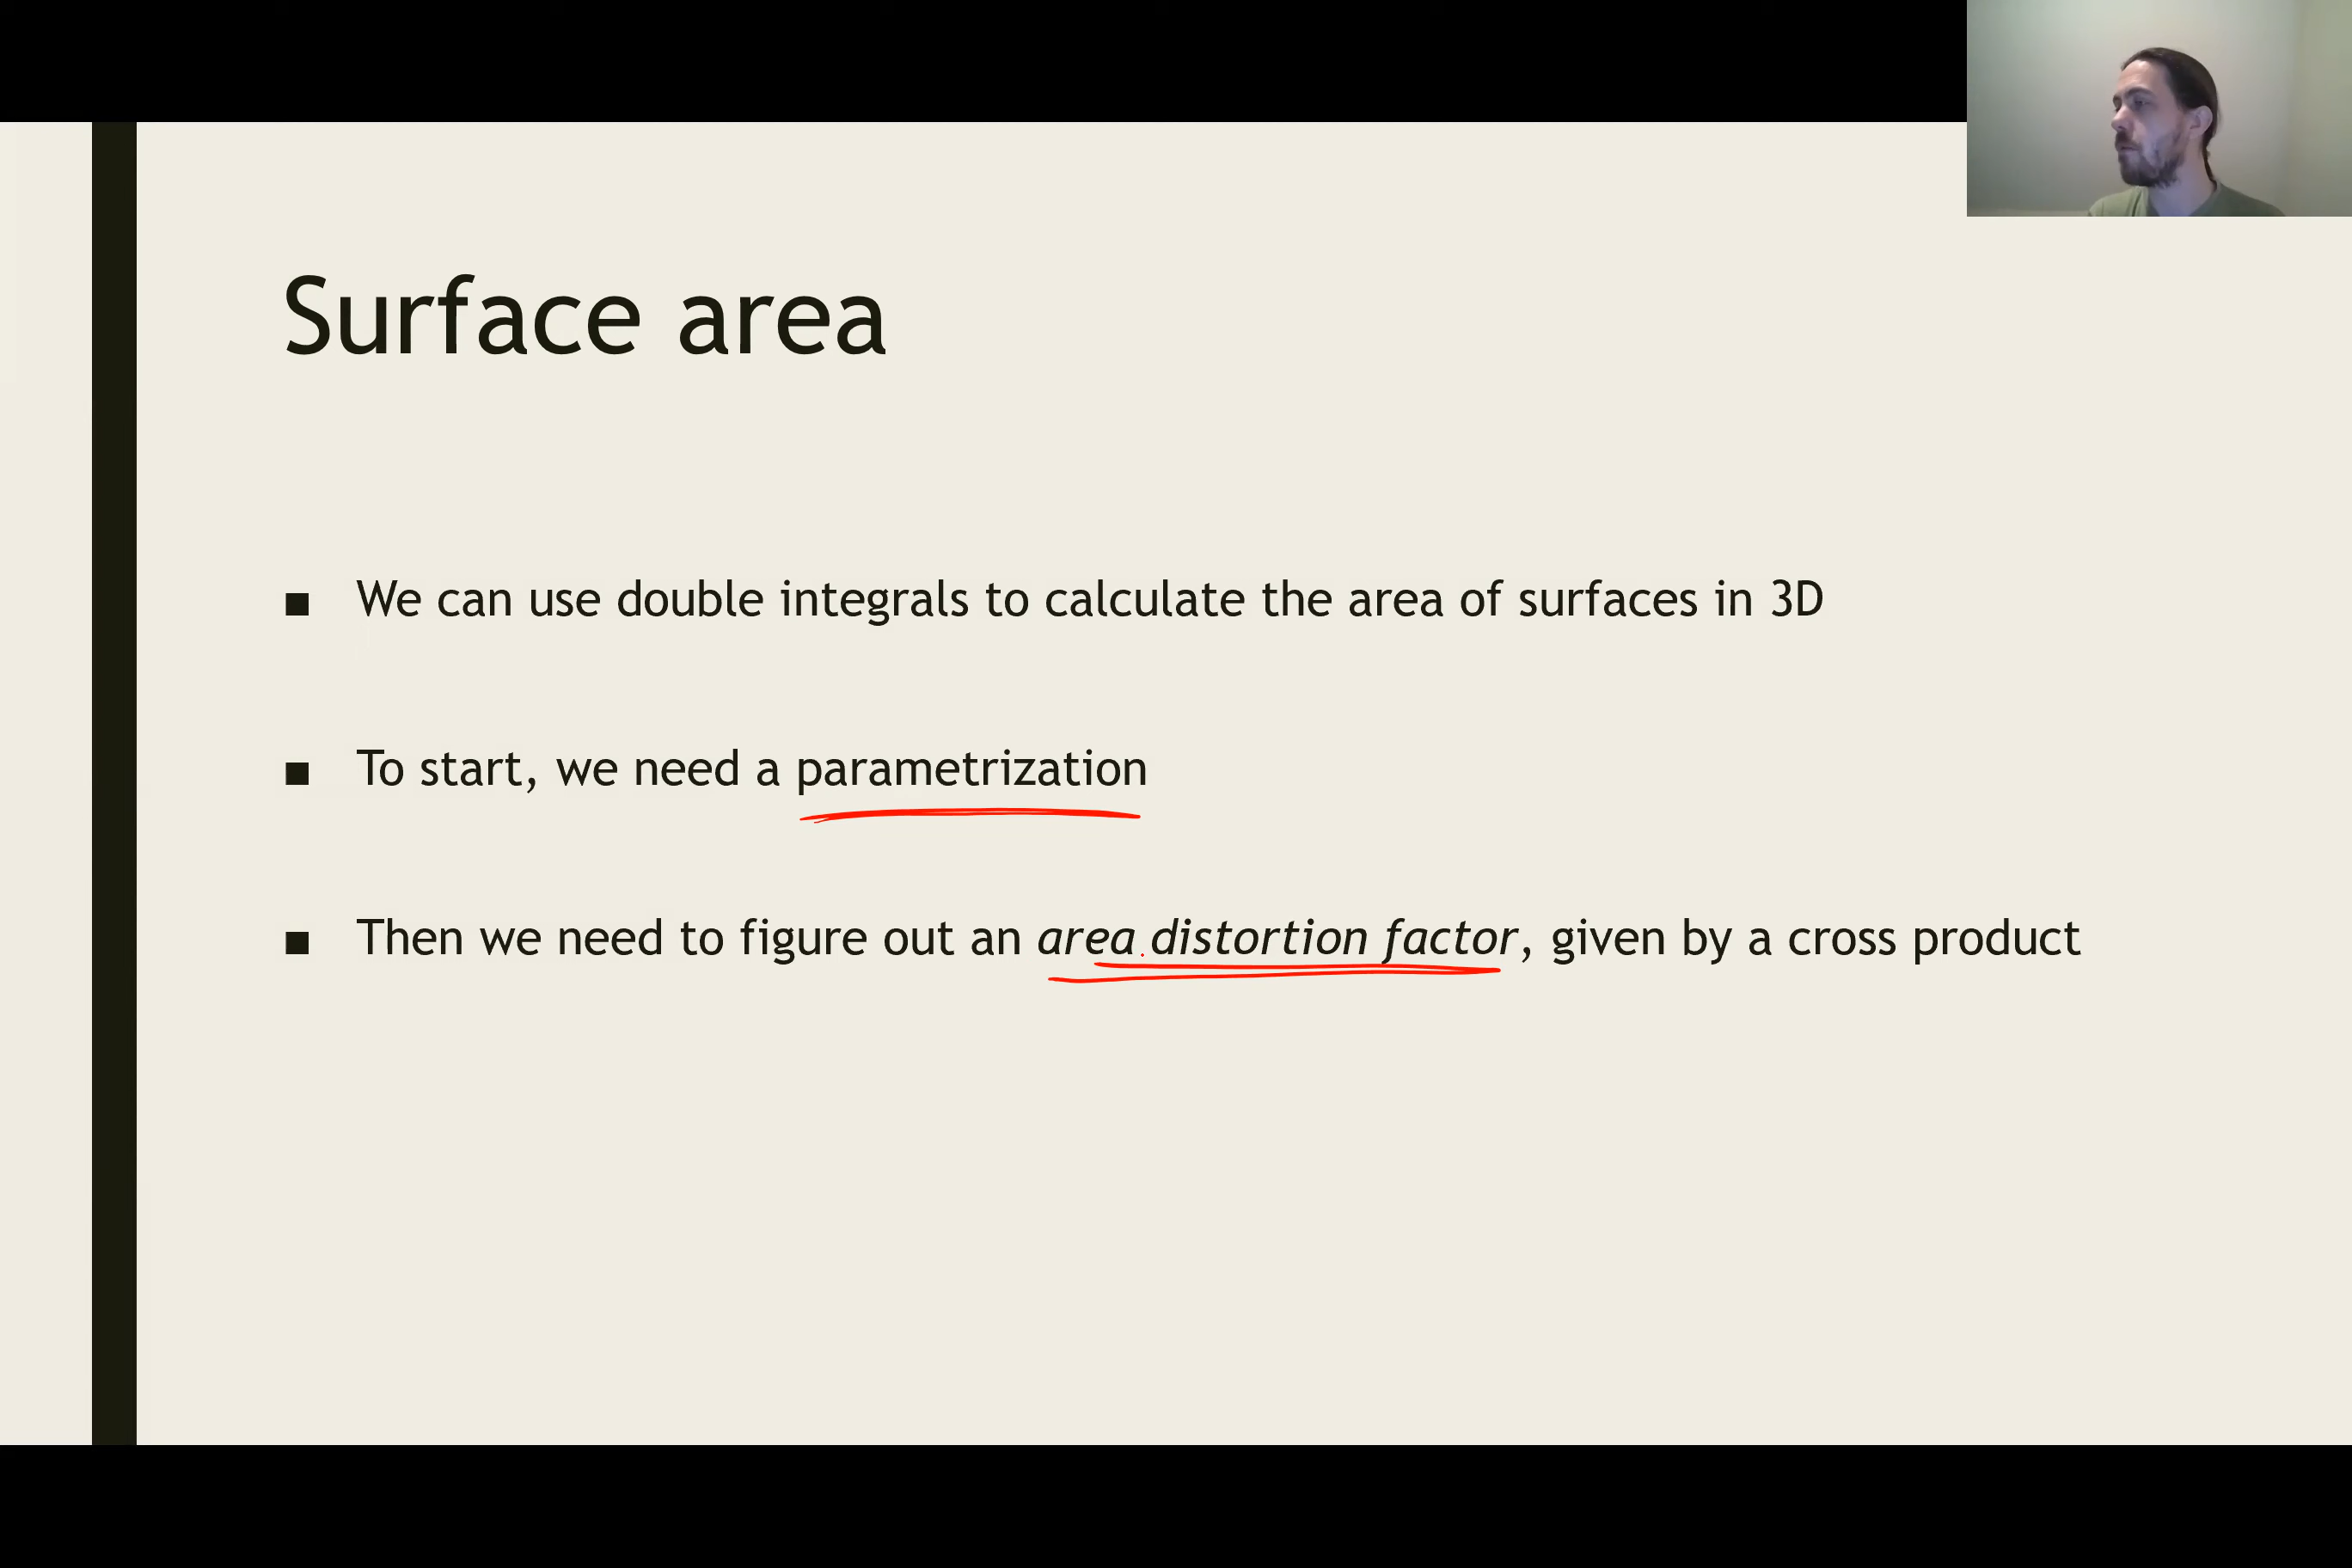 Surface area
■ We can use double integrals to calculate the area of surfaces in 3D
■ To start, we need a parametrization
■ Then we need to figure out an area distortion factor, given by a cross product